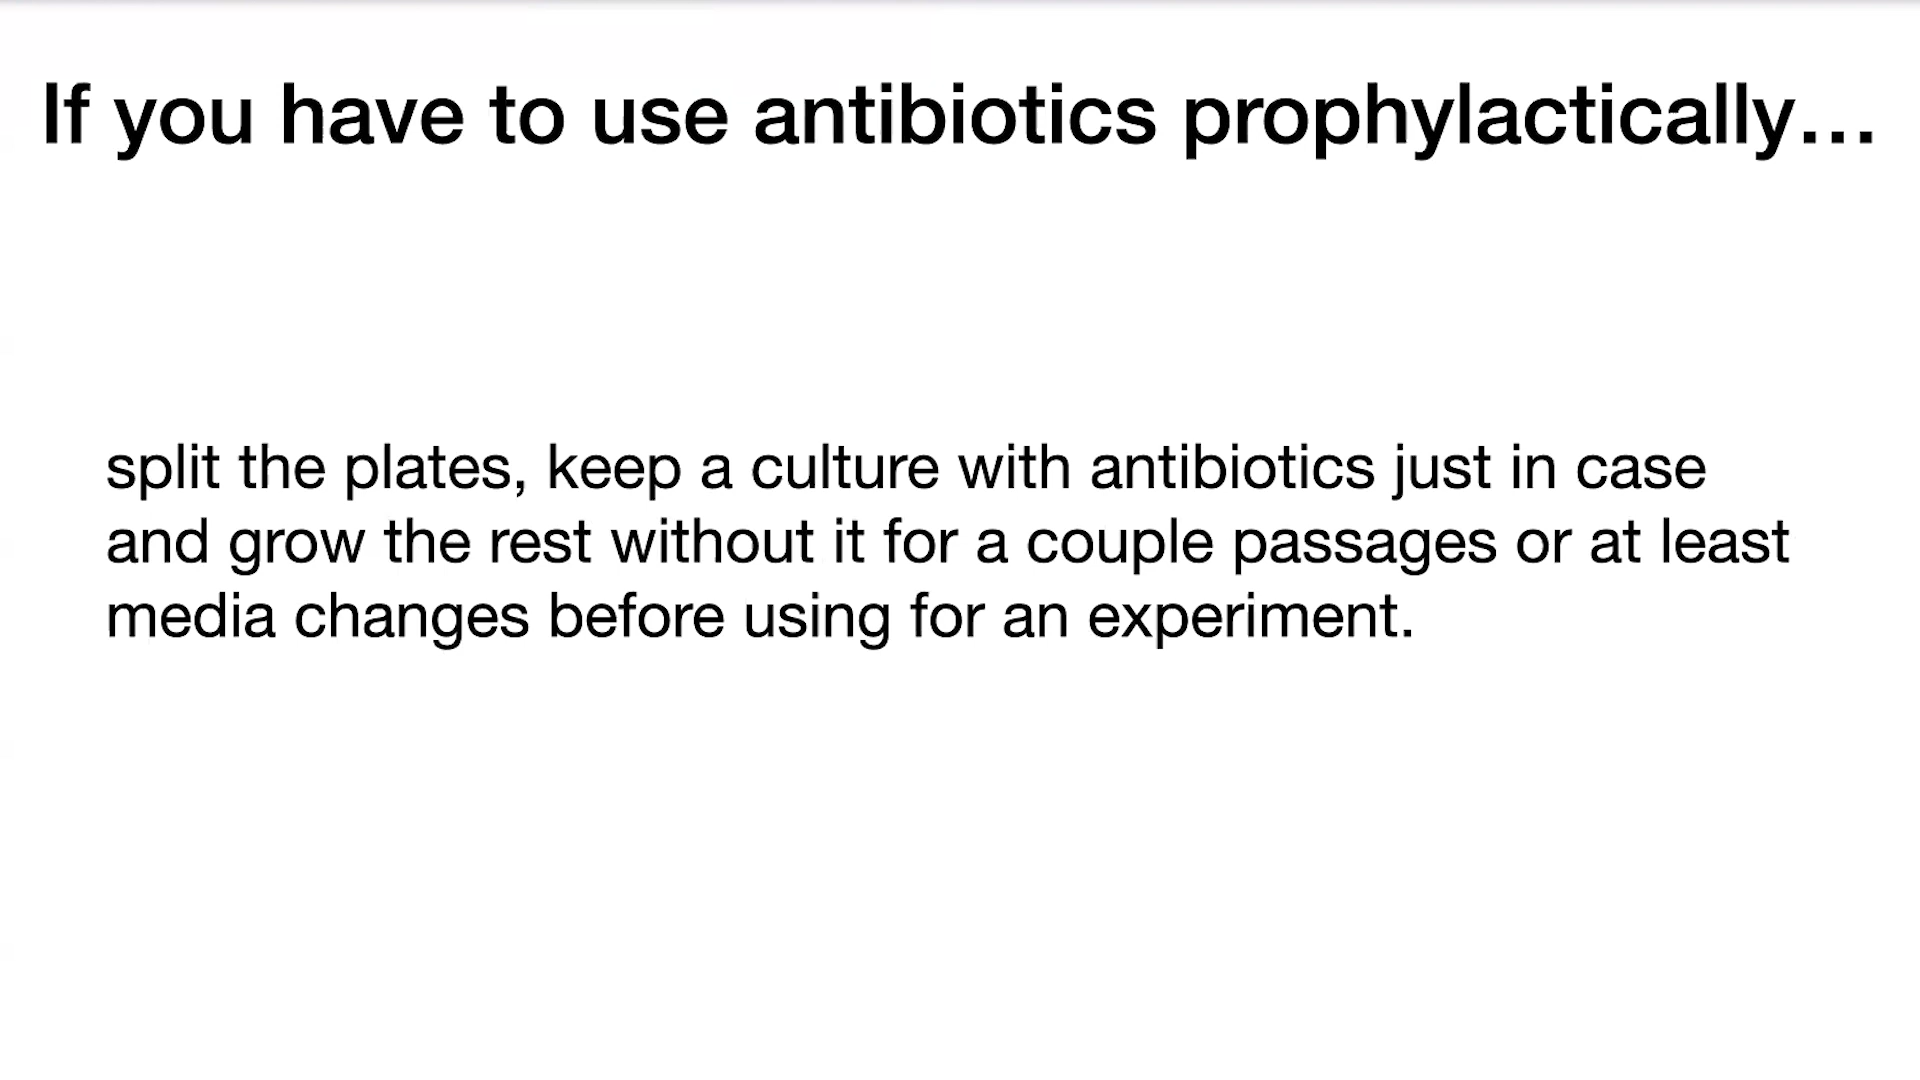 If you have to use antibiotics prophylactically…
split the plates, keep a culture with antibiotics just in case
and grow the rest without it for a couple passages or at least
media changes before using for an experiment.